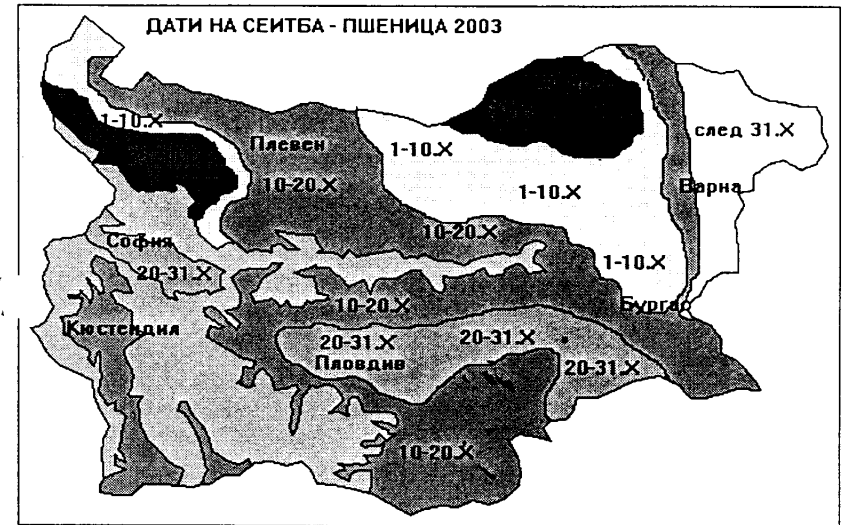 ДАТИ НА СЕИТБА - ПШЕНИЦА 2003
1-10.X
Плевен
10-20.X
1-10.X
след 31.X
1-10.X
Варна
10-20.X
София
20-31.X
1-10.X
10-20.X
Бургас
Кюстендил
20-31.X
Пловдив
20-31.X
20-31.X
10-20.X